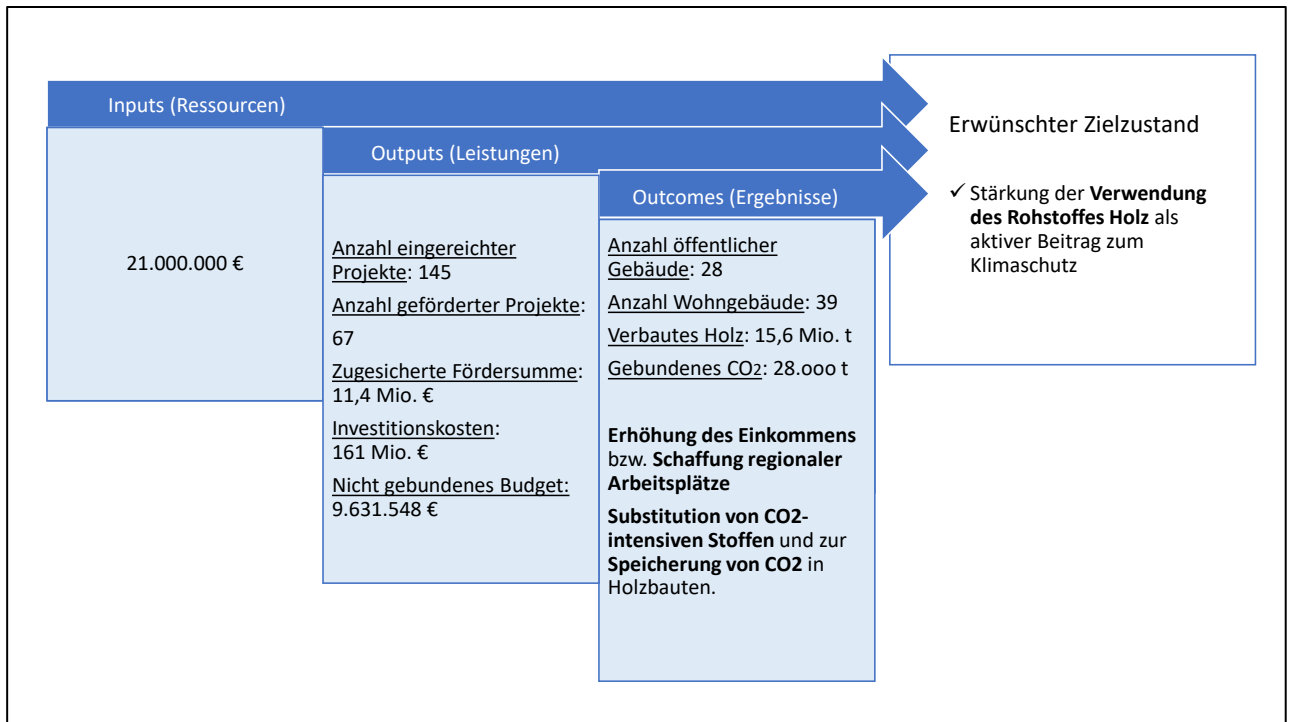 Inputs (Ressourcen)
21.000.000 €
Outputs (Leistungen)
Anzahl eingereichter
Projekte: 145
Anzahl geförderter Projekte:
67
Zugesicherte Fördersumme:
11,4 Mio. €
Investitionskosten:
161 Mio. €
Nicht gebundenes Budget:
9.631.548 €
Outcomes (Ergebnisse)
Anzahl öffentlicher
Gebäude: 28
Anzahl Wohngebäude: 39
Verbautes Holz: 15,6 Mio. t
Gebundenes CO2: 28.ooo t
Erhöhung des Einkommens
bzw. Schaffung regionaler
Arbeitsplätze
Substitution von CO2-
intensiven Stoffen und zur
Speicherung von CO2 in
Holzbauten.
Erwünschter Zielzustand
✓ Stärkung der Verwendung
des Rohstoffes Holz als
aktiver Beitrag zum
Klimaschutz